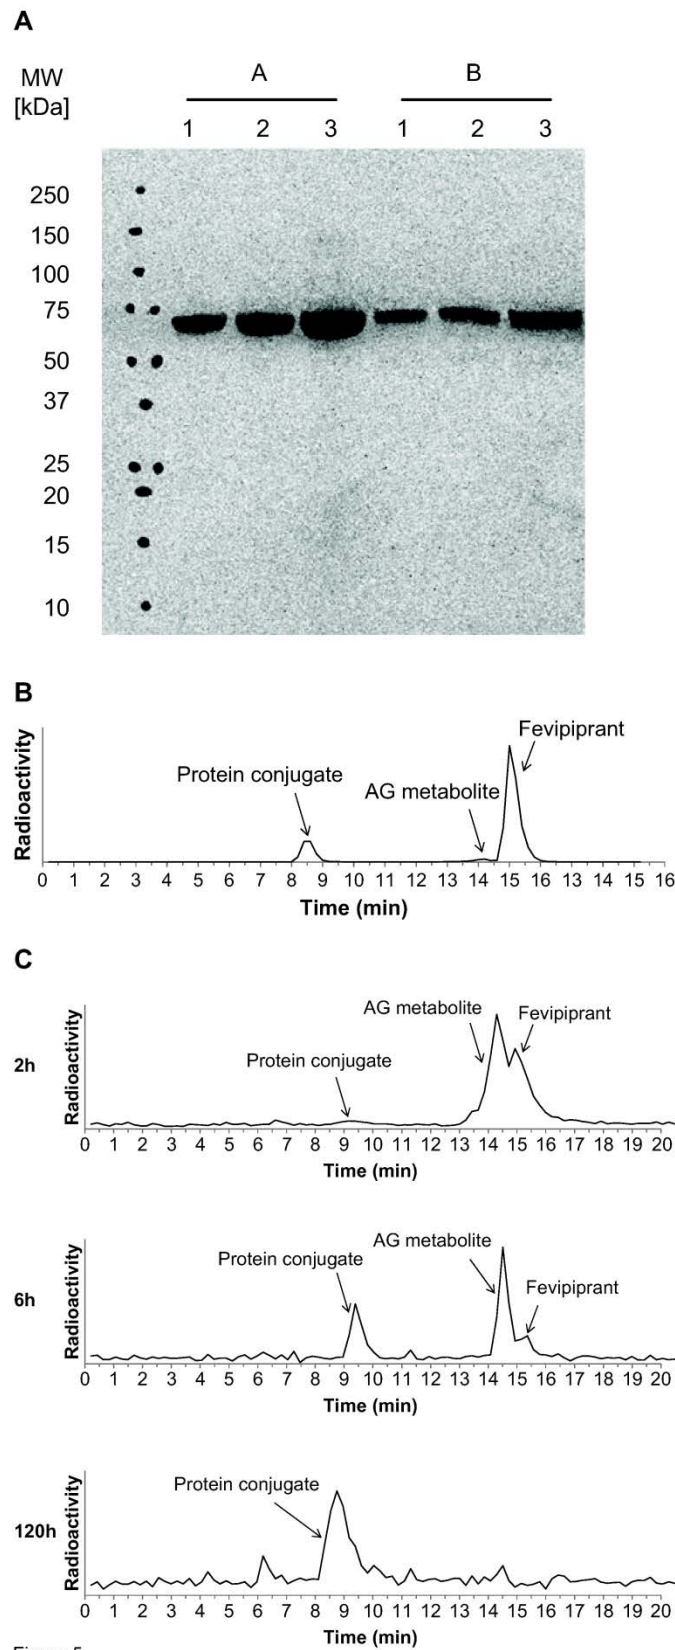 A
MW
[kDa]
A B
1 2 3 1 2 3
250
150
100
75
50
37
25
20
15
10
B
Radioactivity
Protein conjugate
AG metabolite
Fevipiprant
0 1 2 3 4 5 6 7 8 9 10 11 12 13 14 15 16 13 14 15 16
Time (min)
C
2h
Radioactivity
Protein conjugate
AG metabolite
Fevipiprant
0 1 2 3 4 5 6 7 8 9 10 11 12 13 14 15 16 17 18 19 20
Time (min)
6h
Radioactivity
Protein conjugate
AG metabolite
Fevipiprant
0 1 2 3 4 5 6 7 8 9 10 11 12 13 14 15 16 17 18 19 20
Time (min)
120h
Radioactivity
Protein conjugate
0 1 2 3 4 5 6 7 8 9 10 11 12 13 14 15 16 17 18 19 20
Time (min)